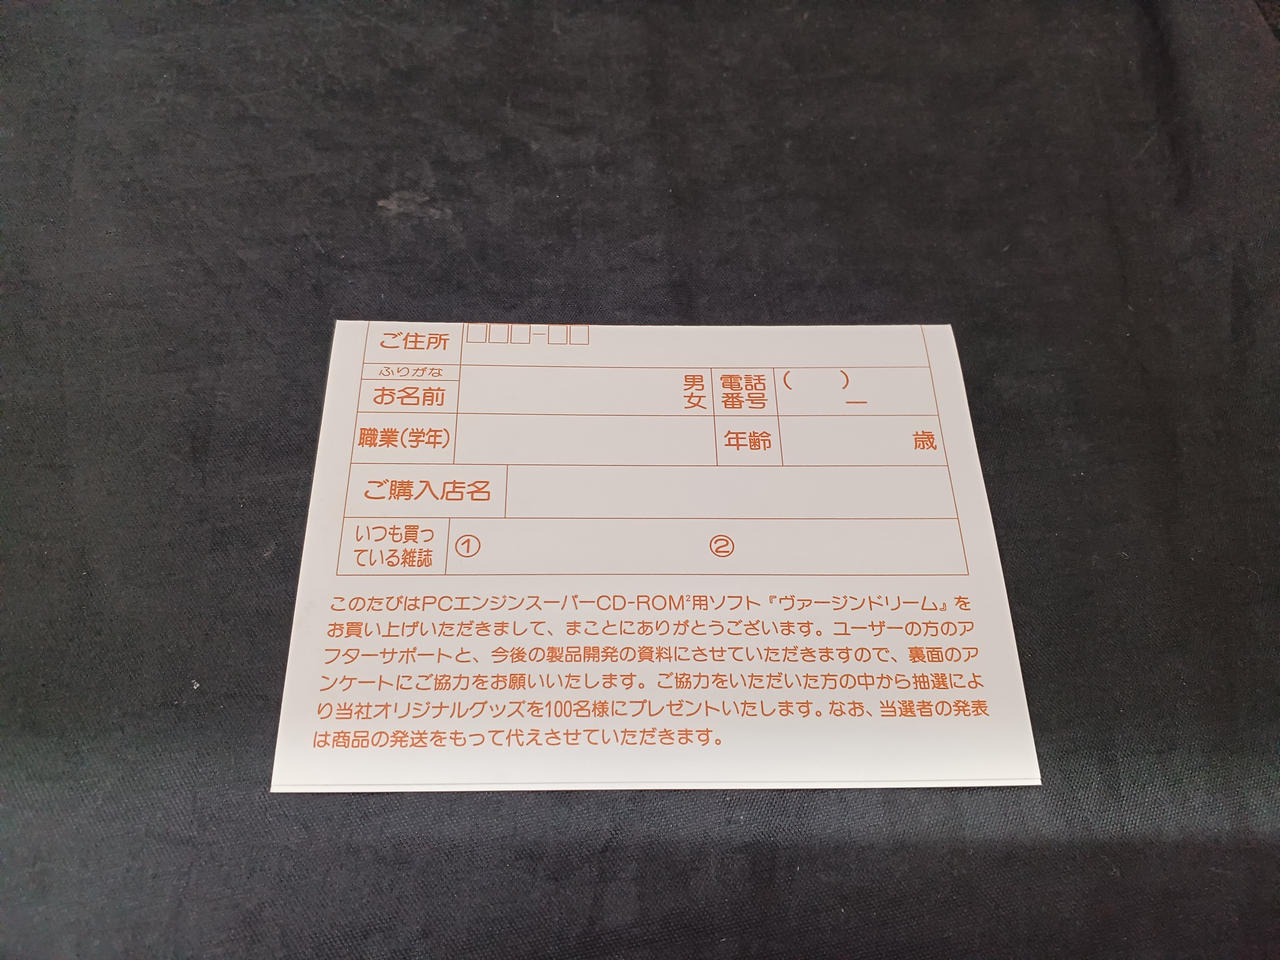 ご住所 □□□-□□
ふりがな
お名前 男 女 電話番号 ( ) ー
職業(学年) 年齢 歳
ご購入店名
いつも買っ
ている雑誌 ① ②
このたびはPCエンジンスーパーCD-ROM²用ソフト『ヴァージンドリーム』を
お買い上げいただきまして、まことにありがとうございます。ユーザーの方のア
フターサポートと、今後の製品開発の資料にさせていただきますので、裏面のア
ンケートにご協力をお願いいたします。ご協力をいただいた方の中から抽選によ
り当社オリジナルグッズを100名様にプレゼントいたします。なお、当選者の発表
は商品の発送をもって代えさせていただきます。